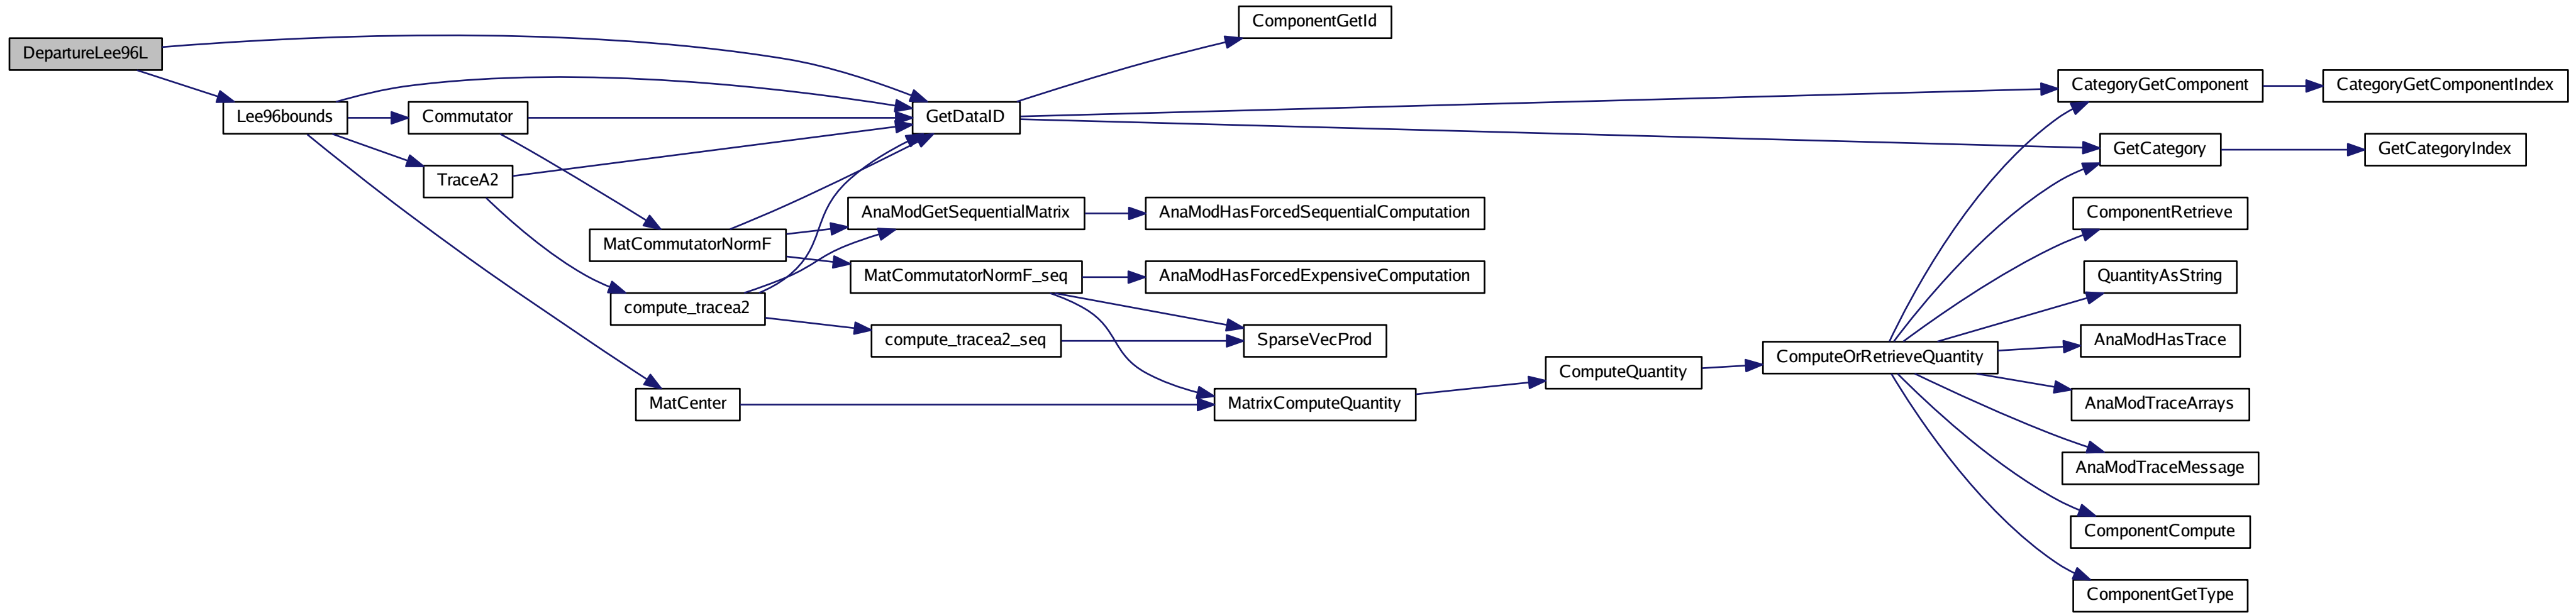 DepartureLee96L
Lee96bounds
Commutator
TraceA2
MatCommutatorNormF
compute_tracea2
MatCenter
GetDataID
AnaModGetSequentialMatrix
MatCommutatorNormF_seq
compute_tracea2_seq
ComponentGetId
AnaModHasForcedSequentialComputation
AnaModHasForcedExpensiveComputation
SparseVecProd
MatrixComputeQuantity
ComputeQuantity
ComputeOrRetrieveQuantity
CategoryGetComponent
GetCategory
ComponentRetrieve
QuantityAsString
AnaModHasTrace
AnaModTraceArrays
AnaModTraceMessage
ComponentCompute
ComponentGetType
CategoryGetComponentIndex
GetCategoryIndex